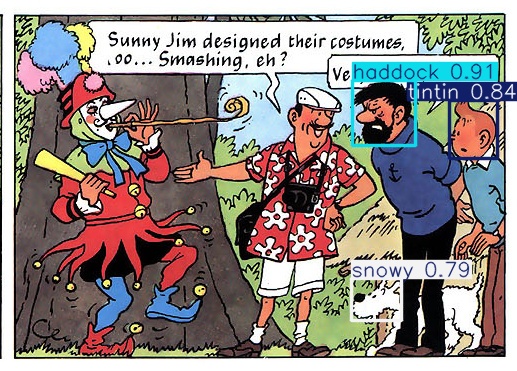 Sunny Jim designed their costumes,
too... Smashing, eh?
Ve
haddock 0.91
tintin 0.84
snowy 0.79